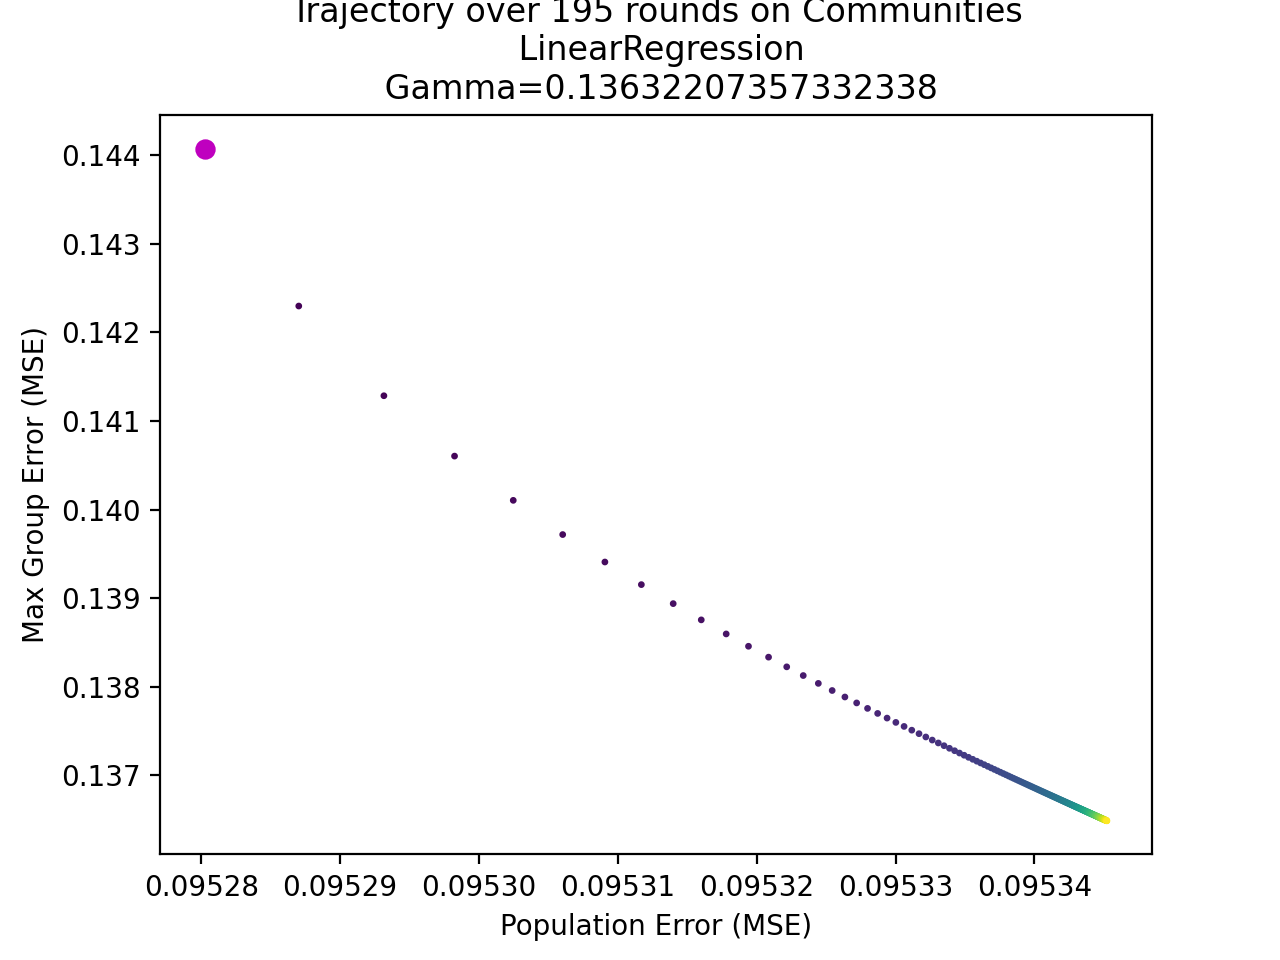 Trajectory over 195 rounds on Communities
LinearRegression
Gamma=0.13632207357332338
0.144
0.143
0.142
0.141
0.140
0.139
0.138
0.137
Max Group Error (MSE)
0.09528 0.09529 0.09530 0.09531 0.09532 0.09533 0.09534
Population Error (MSE)